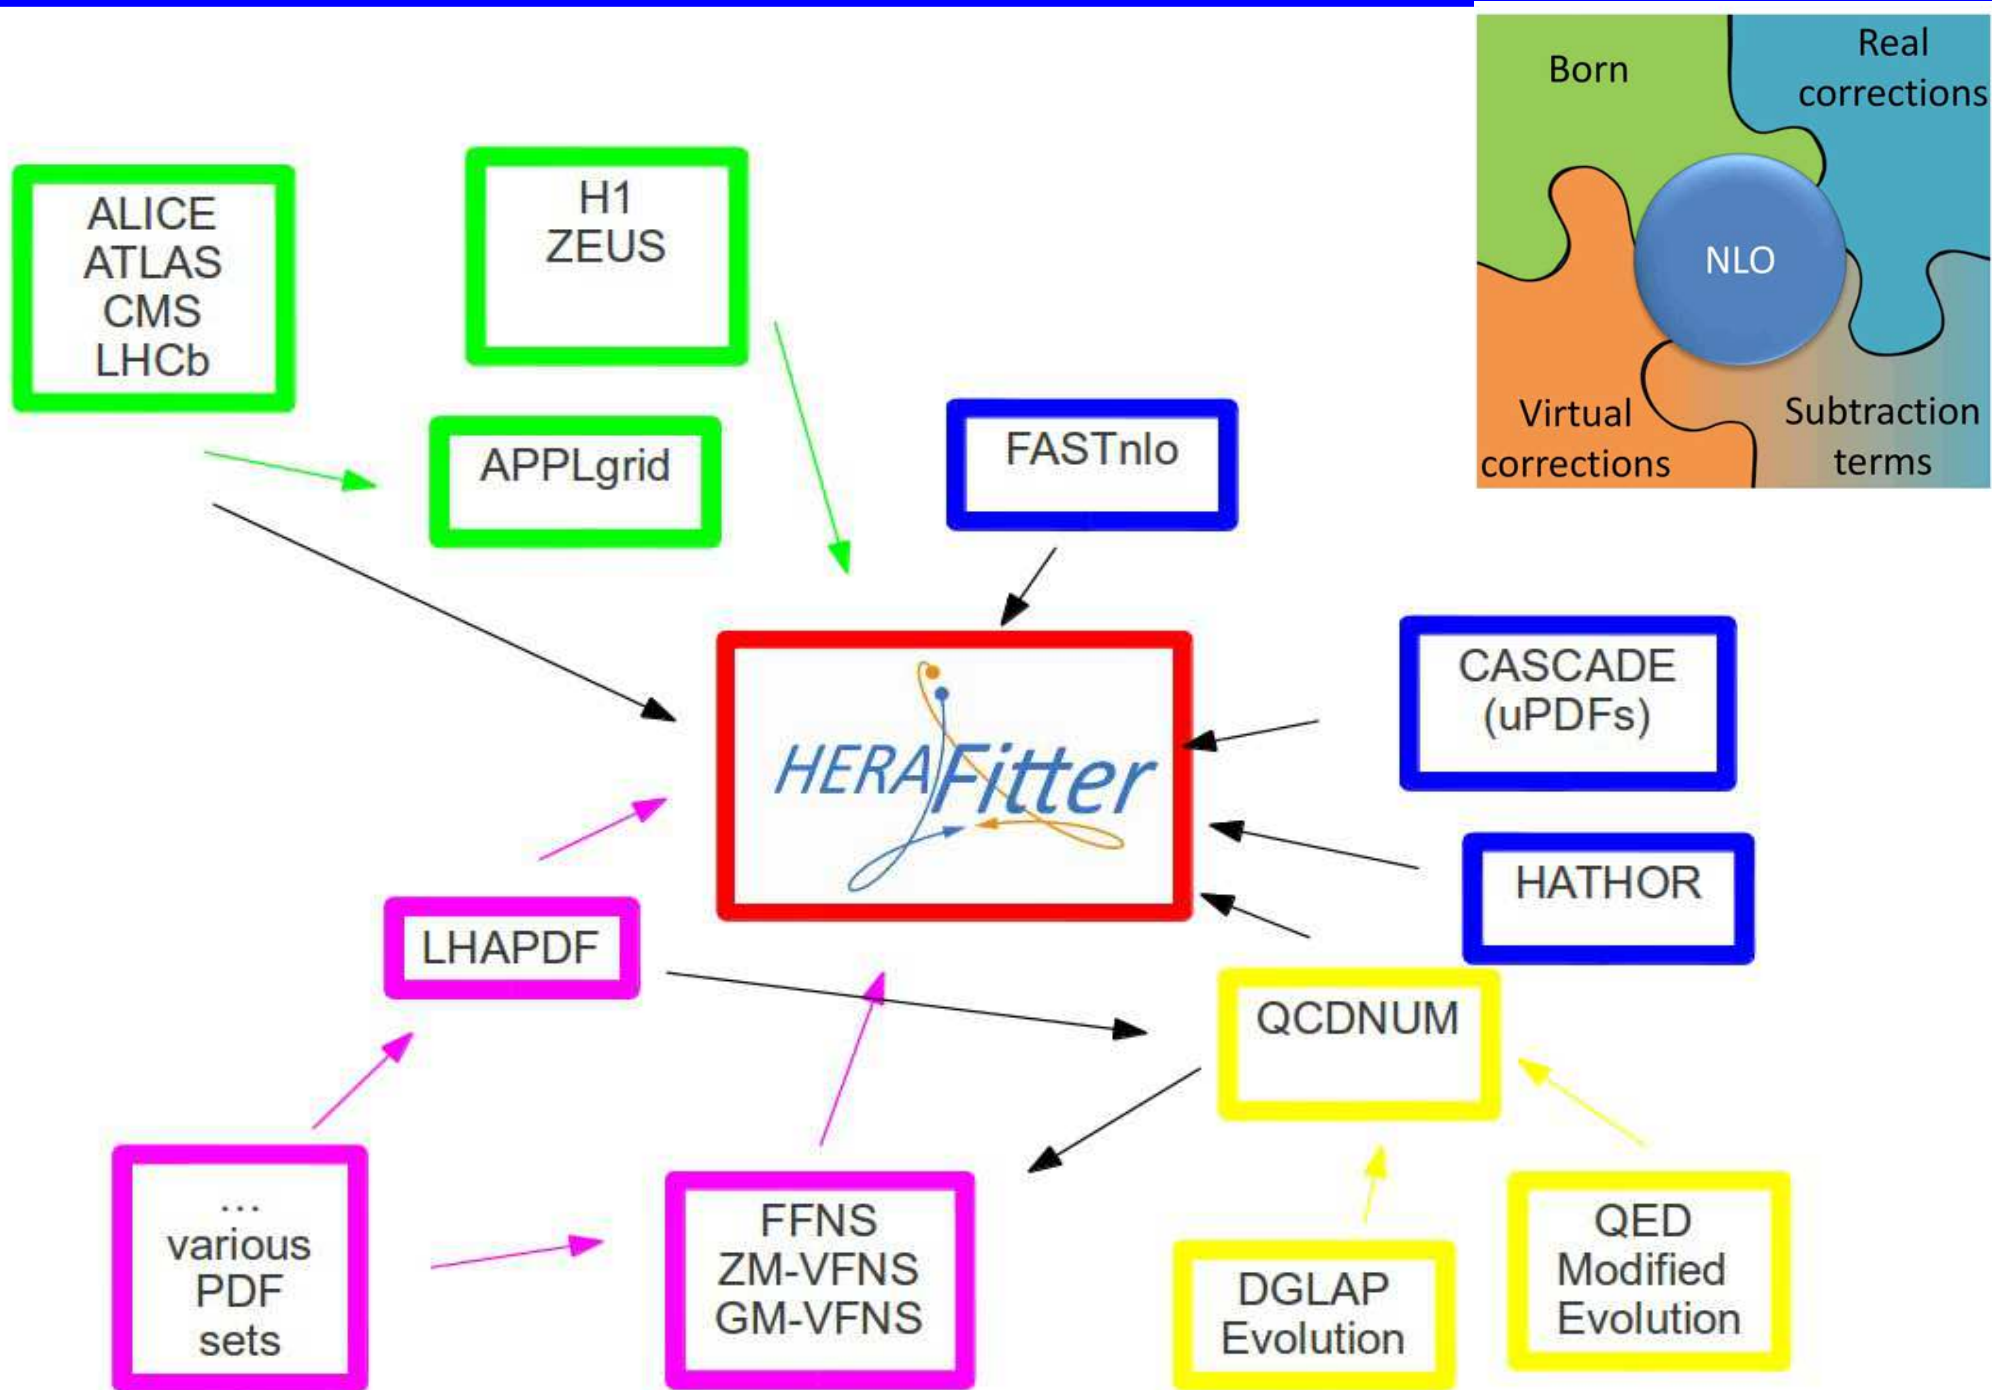 Born
Real
corrections
NLO
Virtual
corrections
Subtraction
terms
ALICE
ATLAS
CMS
LHCb
H1
ZEUS
APPLgrid
FASTnlo
HERAFitter
CASCADE
(uPDFs)
HATHOR
LHAPDF
QCDNUM
...
various
PDF
sets
FFNS
ZM-VFNS
GM-VFNS
DGLAP
Evolution
QED
Modified
Evolution